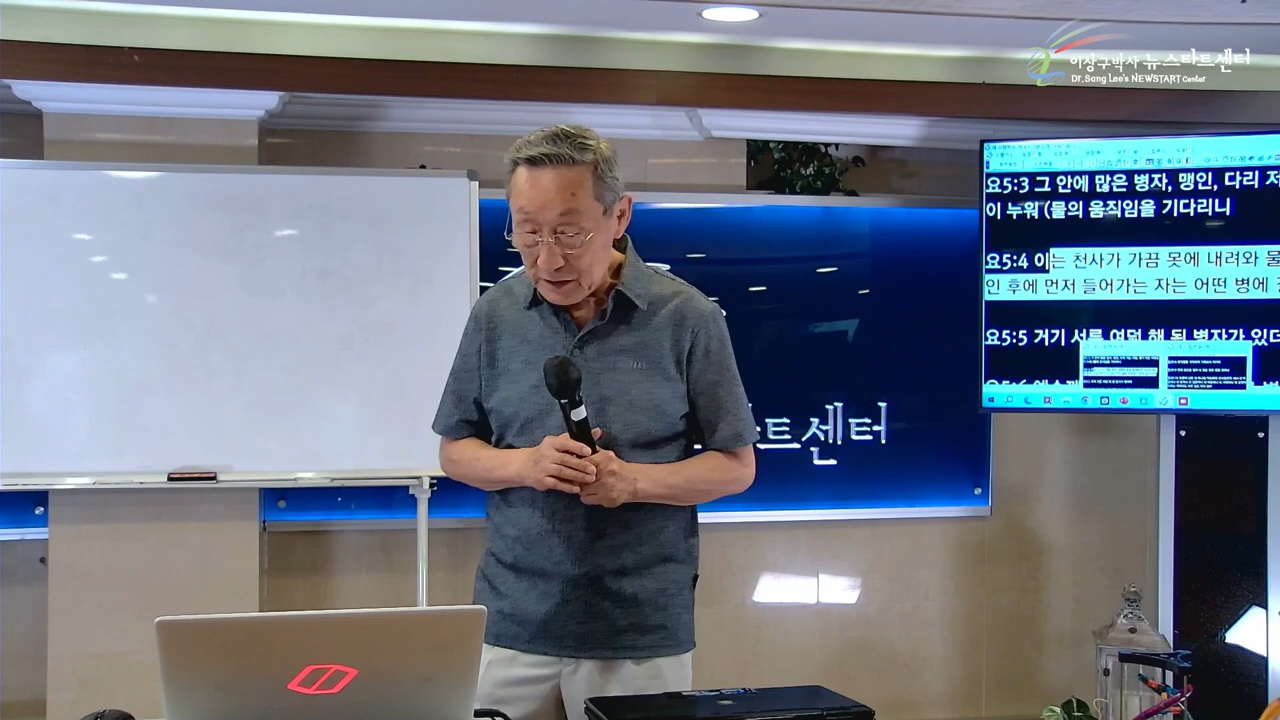 이상구박사 뉴스타트센터
Dr. Sang Lee's NEWSTART Center
요5:3 그 안에 많은 병자, 맹인, 다리 저
이 누워 (물의 움직임을 기다리니
요5:4 이는 천사가 가끔 못에 내려와 물
인 후에 먼저 들어가는 자는 어떤 병에
요5:5 거기 서른 여덟 해 된 병자가 있더
타트센터